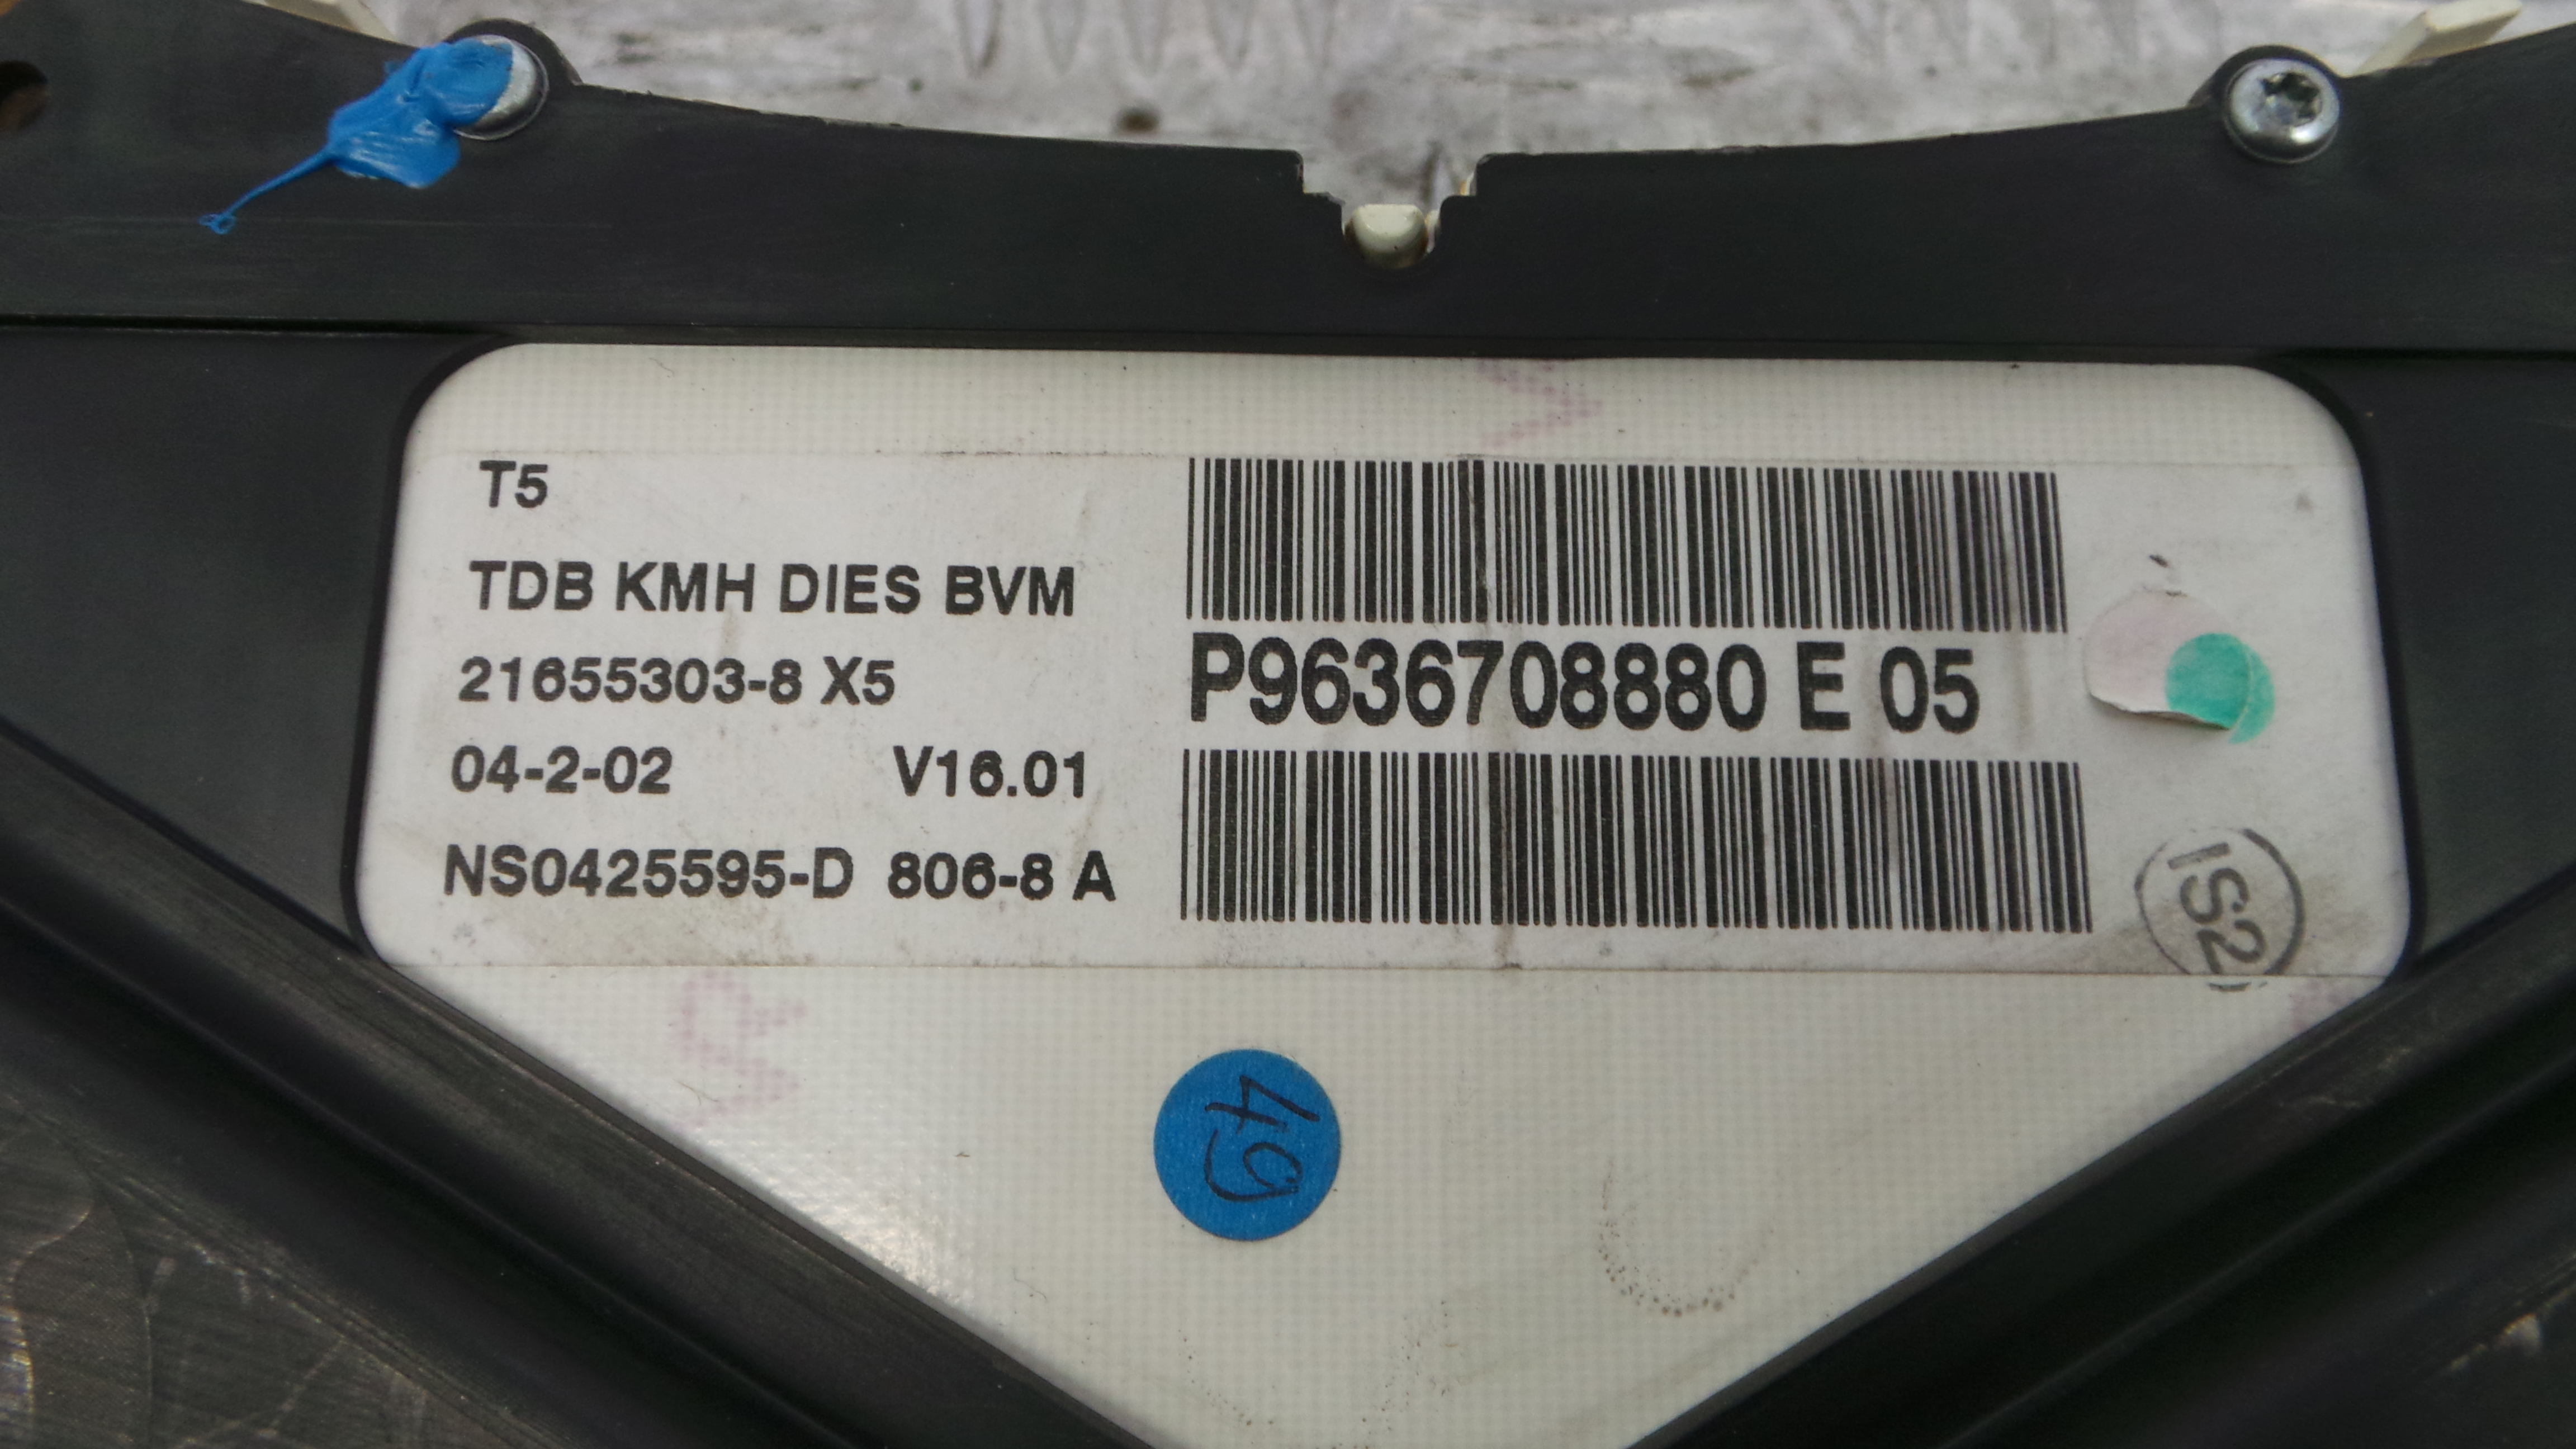 T5
TDB KMH DIES BVM
21655303-8 X5
04-2-02 V16.01
NS0425595-D 806-8 A
P9636708880 E 05
IS2
49
VR